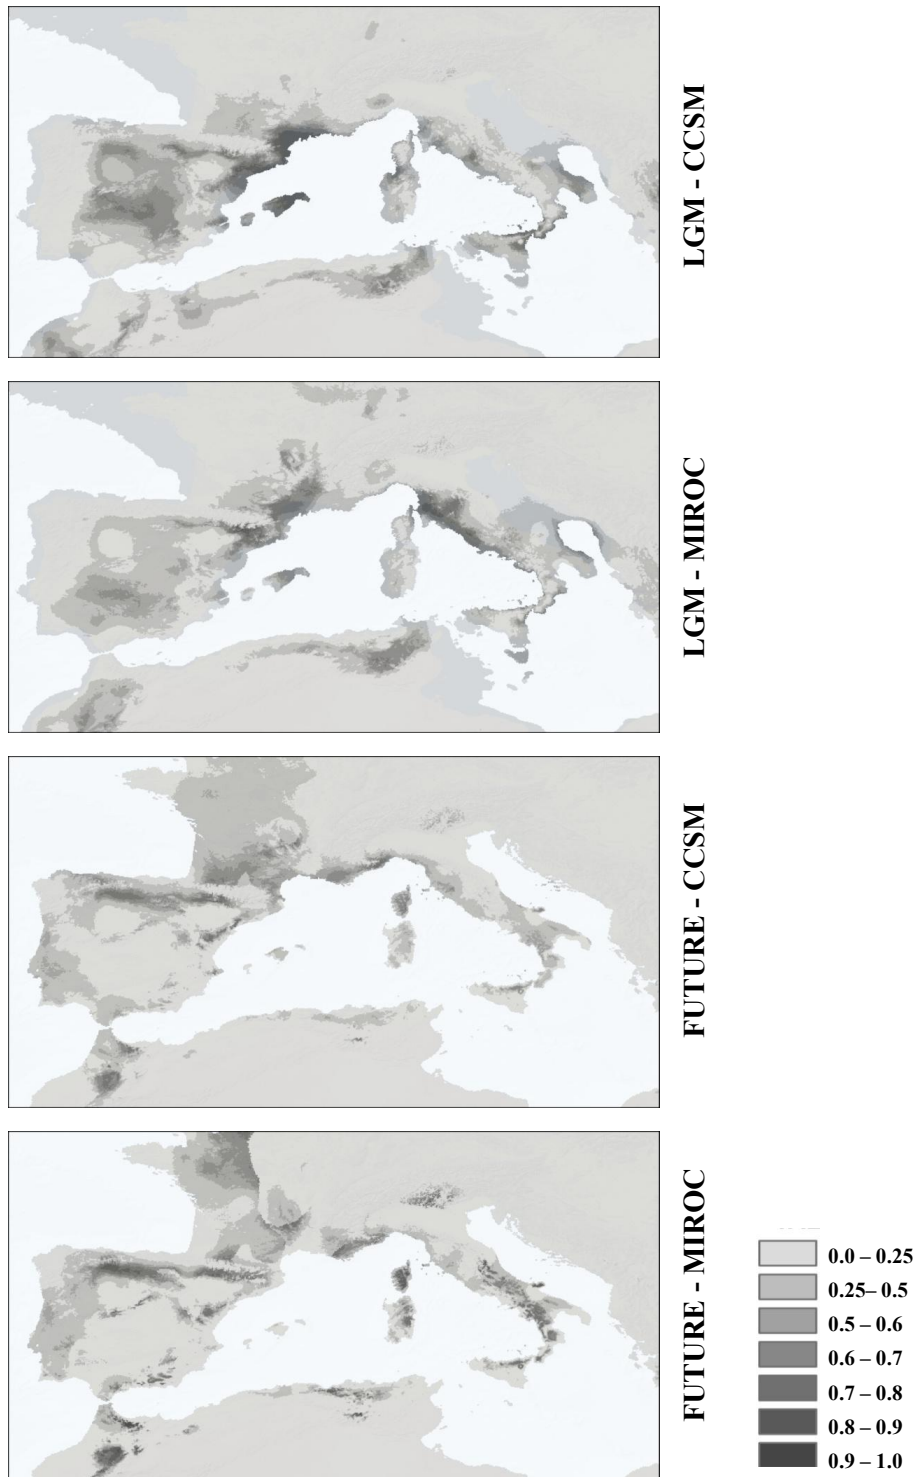 LGM - CCSM
LGM - MIROC
FUTURE - CCSM
FUTURE - MIROC
0.0 – 0.25
0.25– 0.5
0.5 – 0.6
0.6 – 0.7
0.7 – 0.8
0.8 – 0.9
0.9 – 1.0